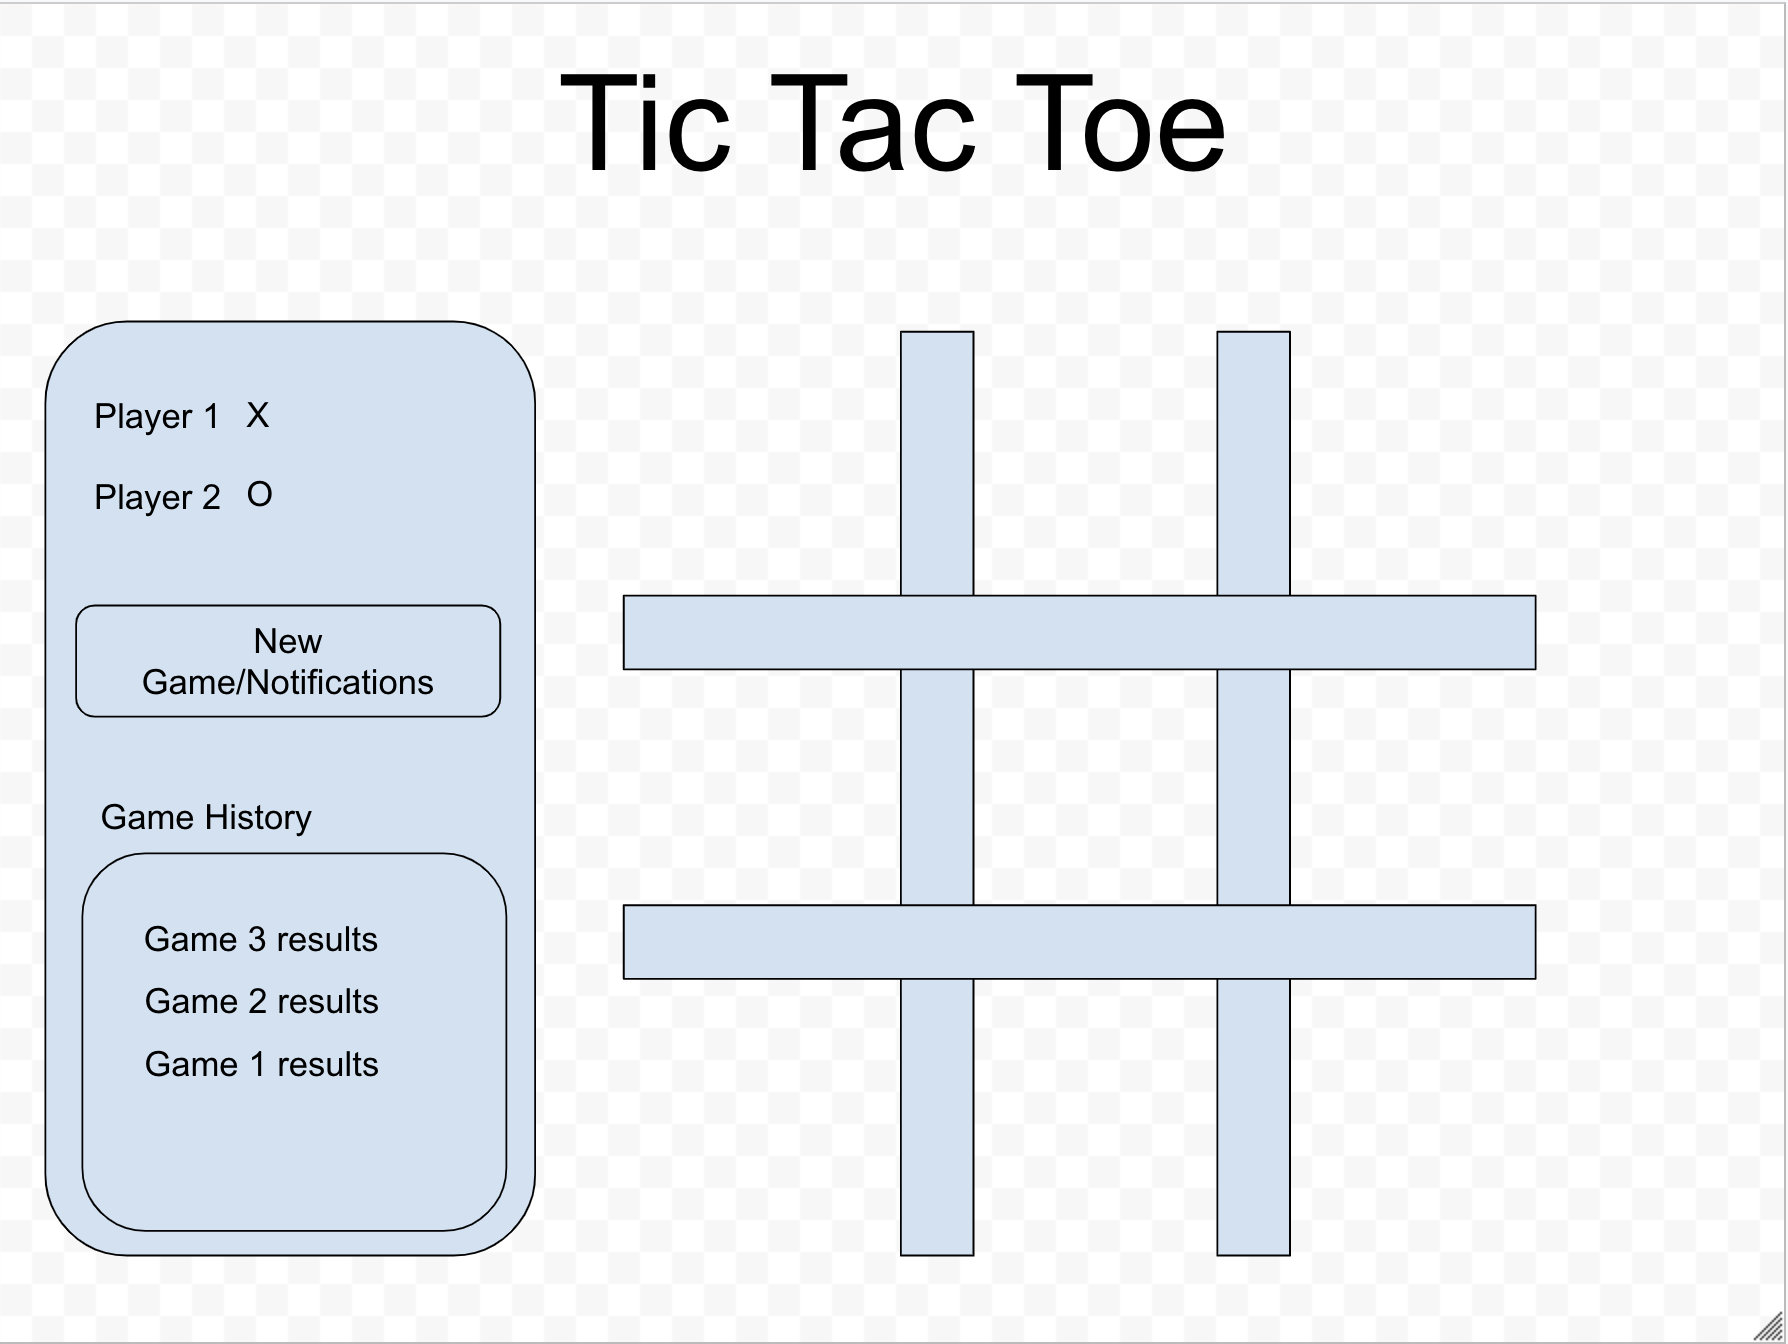 Tic Tac Toe
Player 1 X
Player 2 O
New
Game/Notifications
Game History
Game 3 results
Game 2 results
Game 1 results